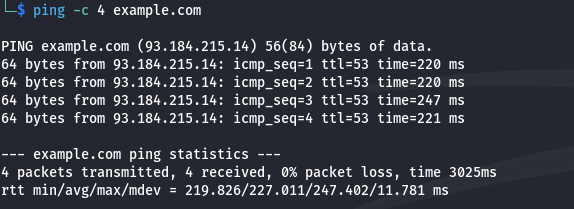 └─$ ping -c 4 example.com
PING example.com (93.184.215.14) 56(84) bytes of data.
64 bytes from 93.184.215.14: icmp_seq=1 ttl=53 time=220 ms
64 bytes from 93.184.215.14: icmp_seq=2 ttl=53 time=220 ms
64 bytes from 93.184.215.14: icmp_seq=3 ttl=53 time=247 ms
64 bytes from 93.184.215.14: icmp_seq=4 ttl=53 time=221 ms
--- example.com ping statistics ---
4 packets transmitted, 4 received, 0% packet loss, time 3025ms
rtt min/avg/max/mdev = 219.826/227.011/247.402/11.781 ms